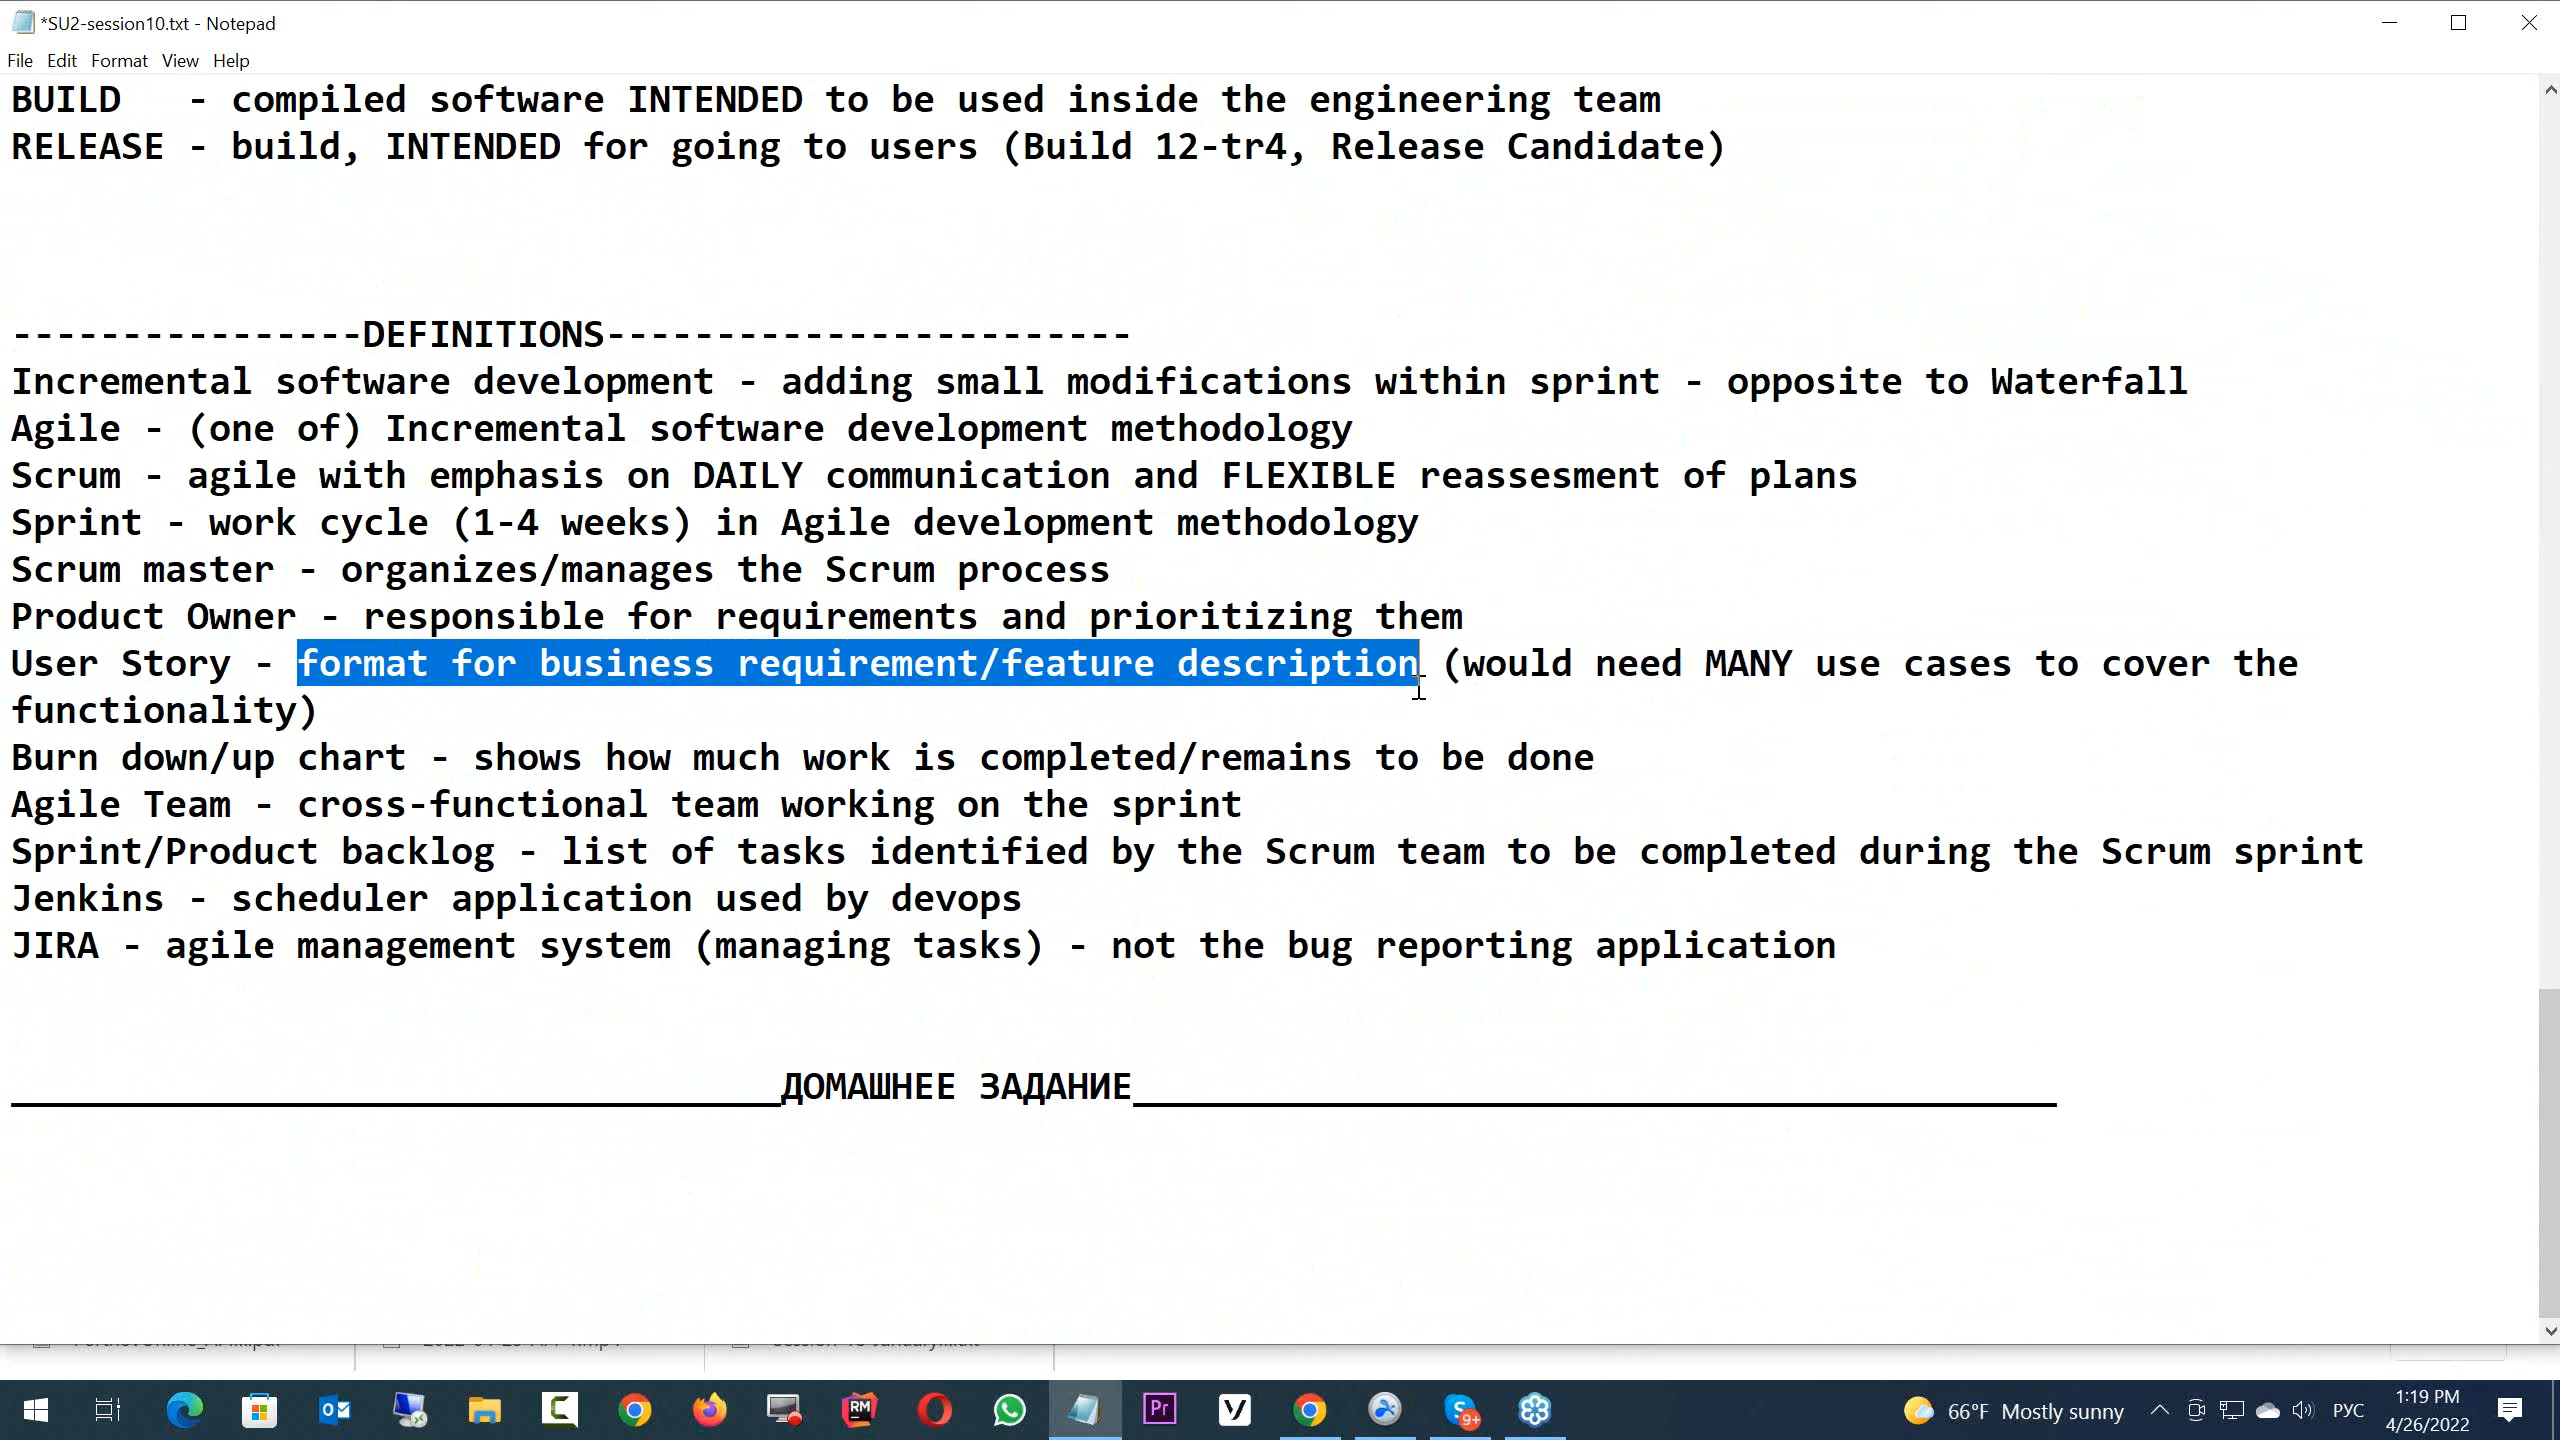 *SU2-session10.txt - Notepad
File Edit Format View Help
BUILD - compiled software INTENDED to be used inside the engineering team
RELEASE - build, INTENDED for going to users (Build 12-tr4, Release Candidate)
----------------DEFINITIONS------------------------
Incremental software development - adding small modifications within sprint - opposite to Waterfall
Agile - (one of) Incremental software development methodology
Scrum - agile with emphasis on DAILY communication and FLEXIBLE reassesment of plans
Sprint - work cycle (1-4 weeks) in Agile development methodology
Scrum master - organizes/manages the Scrum process
Product Owner - responsible for requirements and prioritizing them
User Story - format for business requirement/feature description (would need MANY use cases to cover the
functionality)
Burn down/up chart - shows how much work is completed/remains to be done
Agile Team - cross-functional team working on the sprint
Sprint/Product backlog - list of tasks identified by the Scrum team to be completed during the Scrum sprint
Jenkins - scheduler application used by devops
JIRA - agile management system (managing tasks) - not the bug reporting application
___________________________________ДОМАШНЕЕ ЗАДАНИЕ__________________________________________
RM
Pr
S 9+
66°F Mostly sunny
РУС
1:19 PM
4/26/2022